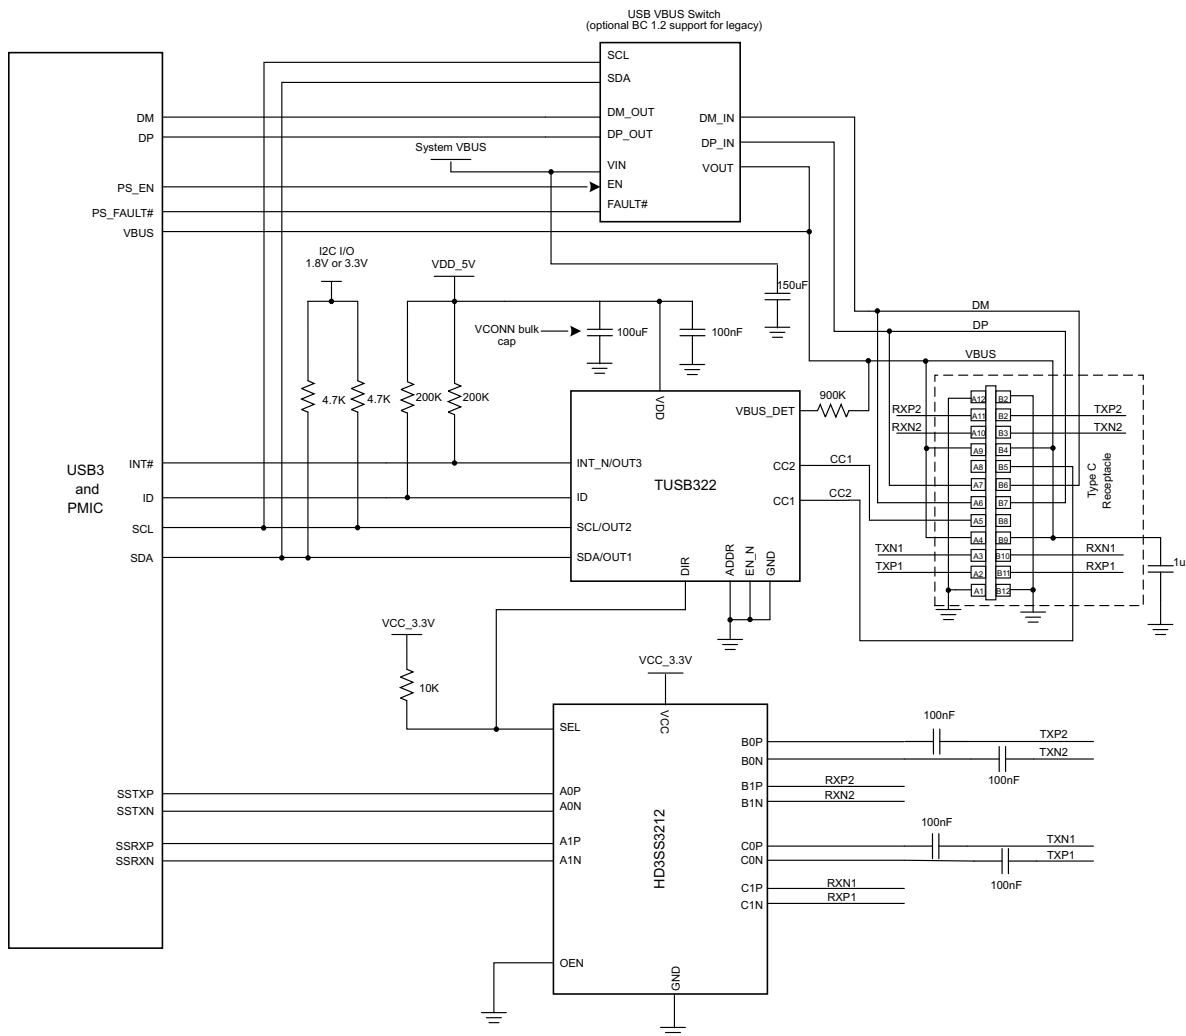 USB VBUS Switch
(optional BC 1.2 support for legacy)
SCL
SDA
DM_OUT
DP_OUT
VIN
EN
FAULT#
DM_IN
DP_IN
VOUT
DM
DP
PS_EN
PS_FAULT#
VBUS
System VBUS
I2C I/O
1.8V or 3.3V
VDD_5V
150uF
VCONN bulk
cap
100uF
100nF
DM
DP
VBUS
4.7K
4.7K
200K
200K
900K
VDD
VBUS_DET
INT_N/OUT3
ID
SCL/OUT2
SDA/OUT1
TUSB322
CC2
CC1
CC1
CC2
DIR
ADDR
EN_N
GND
USB3
and
PMIC
INT#
ID
SCL
SDA
RXP2
RXN2
TXN1
TXP1
A12
A11
A10
A9
A8
A7
A6
A5
A4
A3
A2
A1
B2
B2
B3
B4
B5
B6
B7
B8
B9
B10
B11
B12
TXP2
TXN2
RXN1
RXP1
Type C
Receptacle
1u
VCC_3.3V
10K
VCC_3.3V
VCC
SEL
A0P
A0N
A1P
A1N
OEN
HD3SS3212
GND
B0P
B0N
B1P
B1N
C0P
C0N
C1P
C1N
SSTXP
SSTXN
SSRXP
SSRXN
100nF
TXP2
TXN2
100nF
RXP2
RXN2
100nF
TXN1
TXP1
100nF
RXN1
RXP1